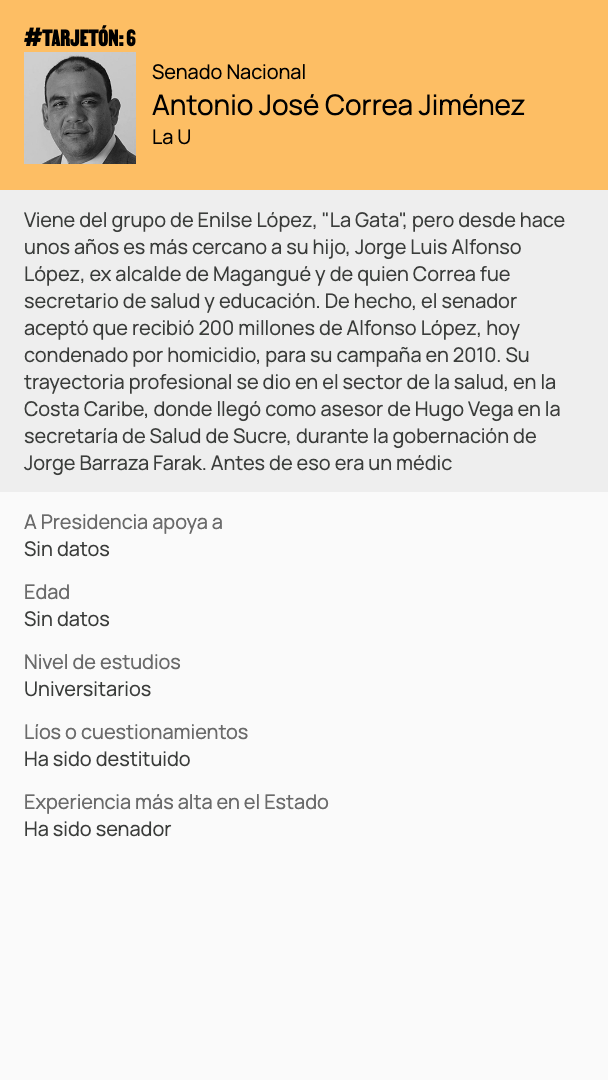 #TARJETÓN: 6
Senado Nacional
Antonio José Correa Jiménez
La U
Viene del grupo de Enilse López, "La Gata", pero desde hace
unos años es más cercano a su hijo, Jorge Luis Alfonso
López, ex alcalde de Magangué y de quien Correa fue
secretario de salud y educación. De hecho, el senador
aceptó que recibió 200 millones de Alfonso López, hoy
condenado por homicidio, para su campaña en 2010. Su
trayectoria profesional se dio en el sector de la salud, en la
Costa Caribe, donde llegó como asesor de Hugo Vega en la
secretaría de Salud de Sucre, durante la gobernación de
Jorge Barraza Farak. Antes de eso era un médic
A Presidencia apoya a
Sin datos
Edad
Sin datos
Nivel de estudios
Universitarios
Líos o cuestionamientos
Ha sido destituido
Experiencia más alta en el Estado
Ha sido senador